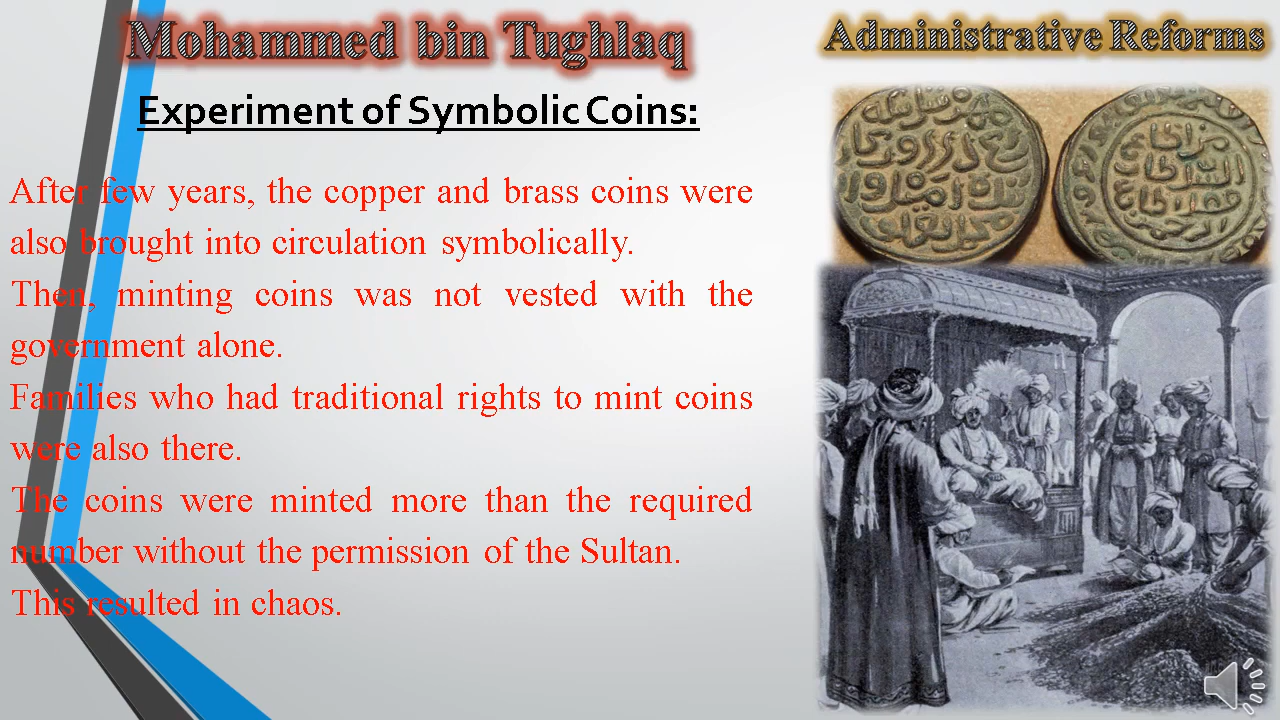 Mohammed bin Tughlaq
Administrative Reforms
Experiment of Symbolic Coins:
After few years, the copper and brass coins were
also brought into circulation symbolically.
Then, minting coins was not vested with the
government alone.
Families who had traditional rights to mint coins
were also there.
The coins were minted more than the required
number without the permission of the Sultan.
This resulted in chaos.